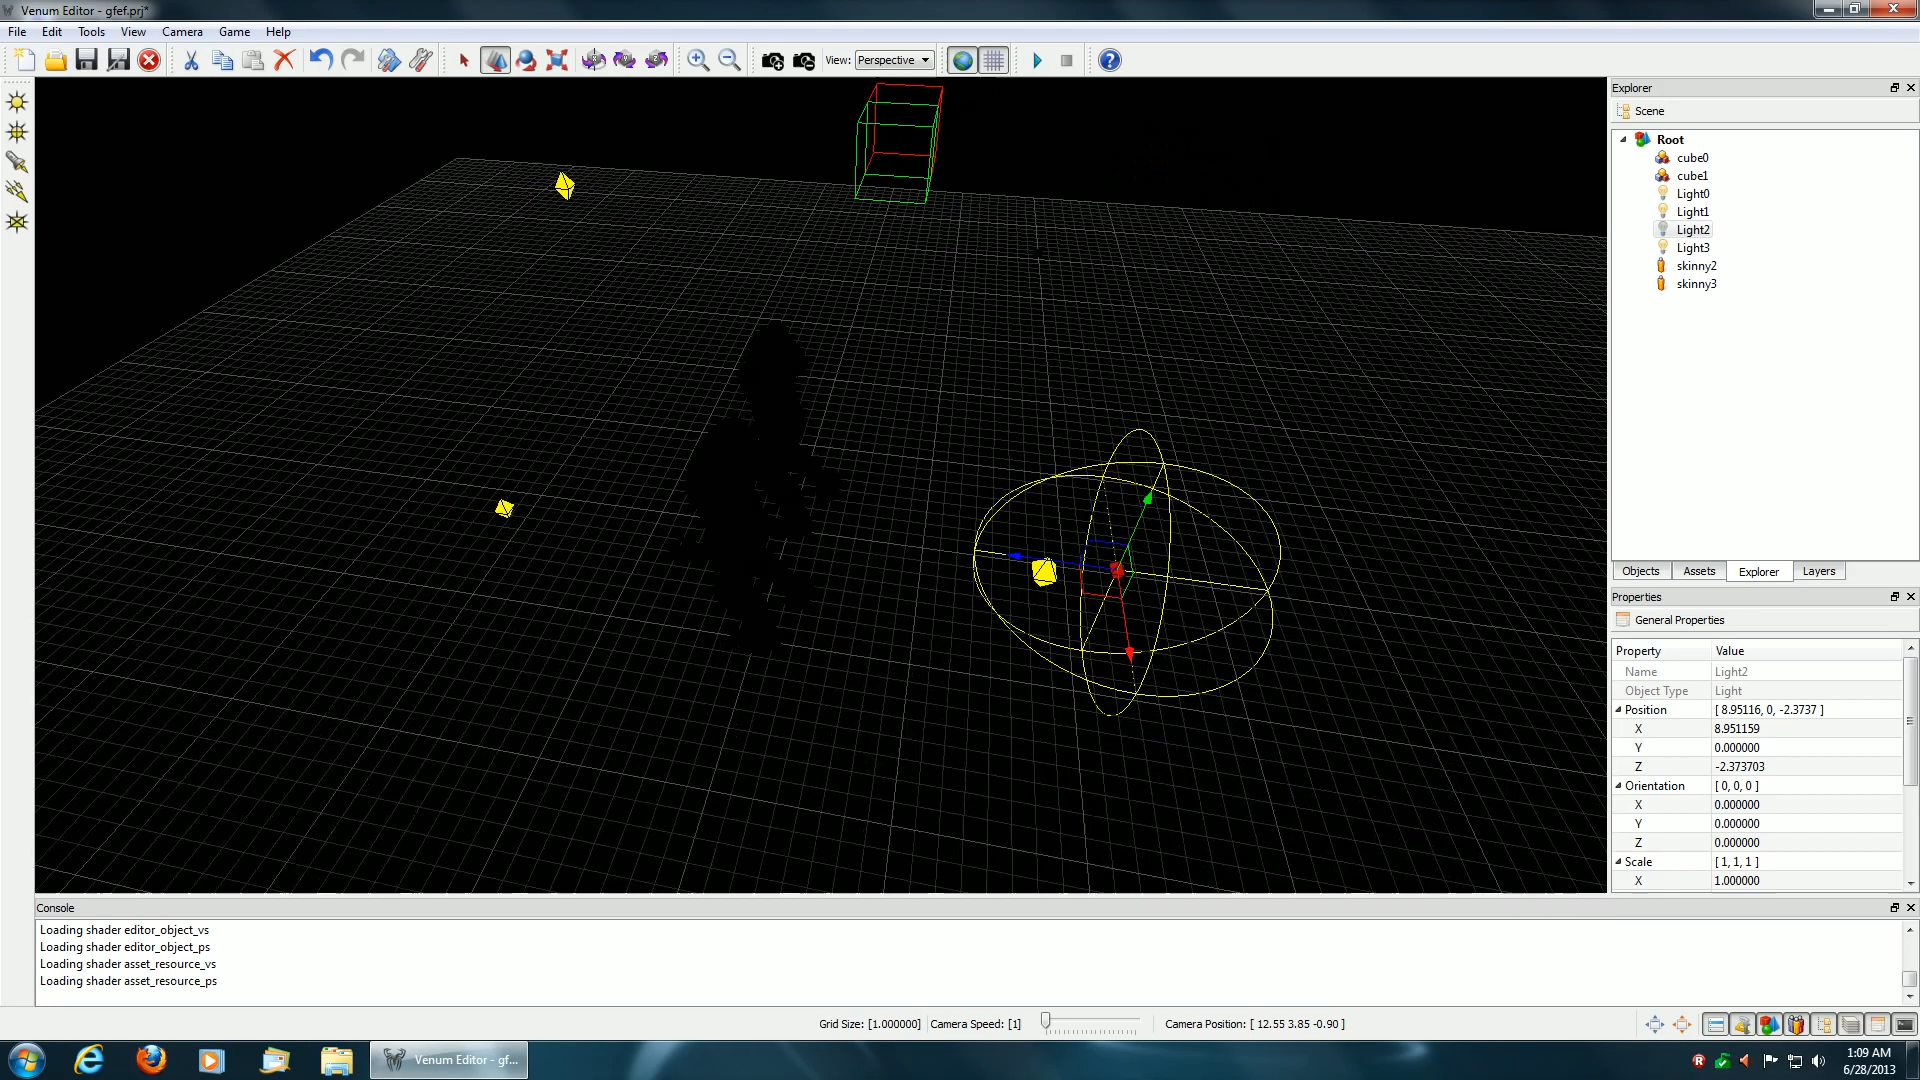 Venum Editor - gfef.prj*
File Edit Tools View Camera Game Help
View: Perspective
Explorer
Scene
Root
cube0
cube1
Light0
Light1
Light2
Light3
skinny2
skinny3
Objects Assets Explorer Layers
Properties
General Properties
Property Value
Name Light2
Object Type Light
Position [ 8.95116, 0, -2.3737 ]
X 8.951159
Y 0.000000
Z -2.373703
Orientation [ 0, 0, 0 ]
X 0.000000
Y 0.000000
Z 0.000000
Scale [ 1, 1, 1 ]
X 1.000000
Console
Loading shader editor_object_vs
Loading shader editor_object_ps
Loading shader asset_resource_vs
Loading shader asset_resource_ps
Grid Size: [1.000000] Camera Speed: [1] Camera Position: [ 12.55 3.85 -0.90 ]
Venum Editor - gf...
1:09 AM
6/28/2013